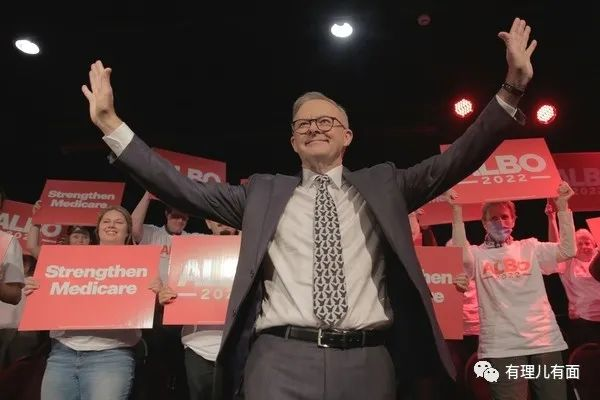 ALBO
Strengthen
Medicare
ALBO
2022
Strengthen
Medicare
ALBO
2022
ALBO
2022
有理儿有面